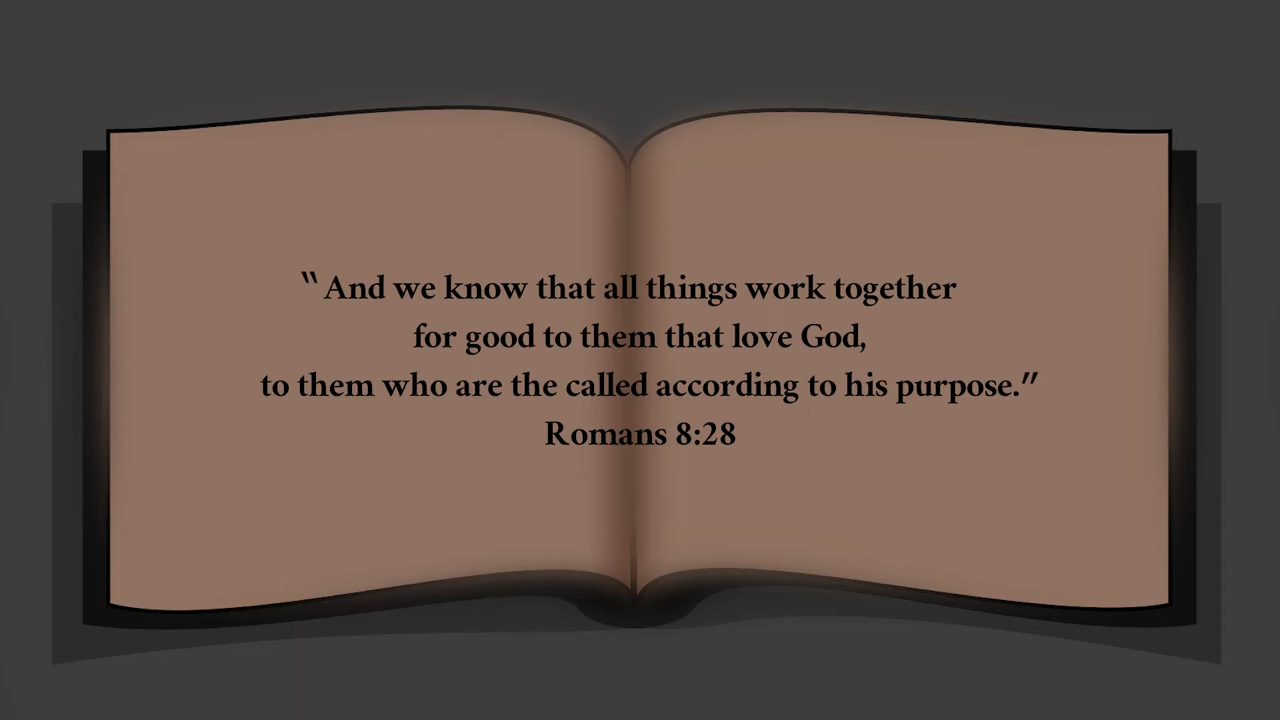 ‟And we know that all things work together
for good to them that love God,
to them who are the called according to his purpose.”
Romans 8:28